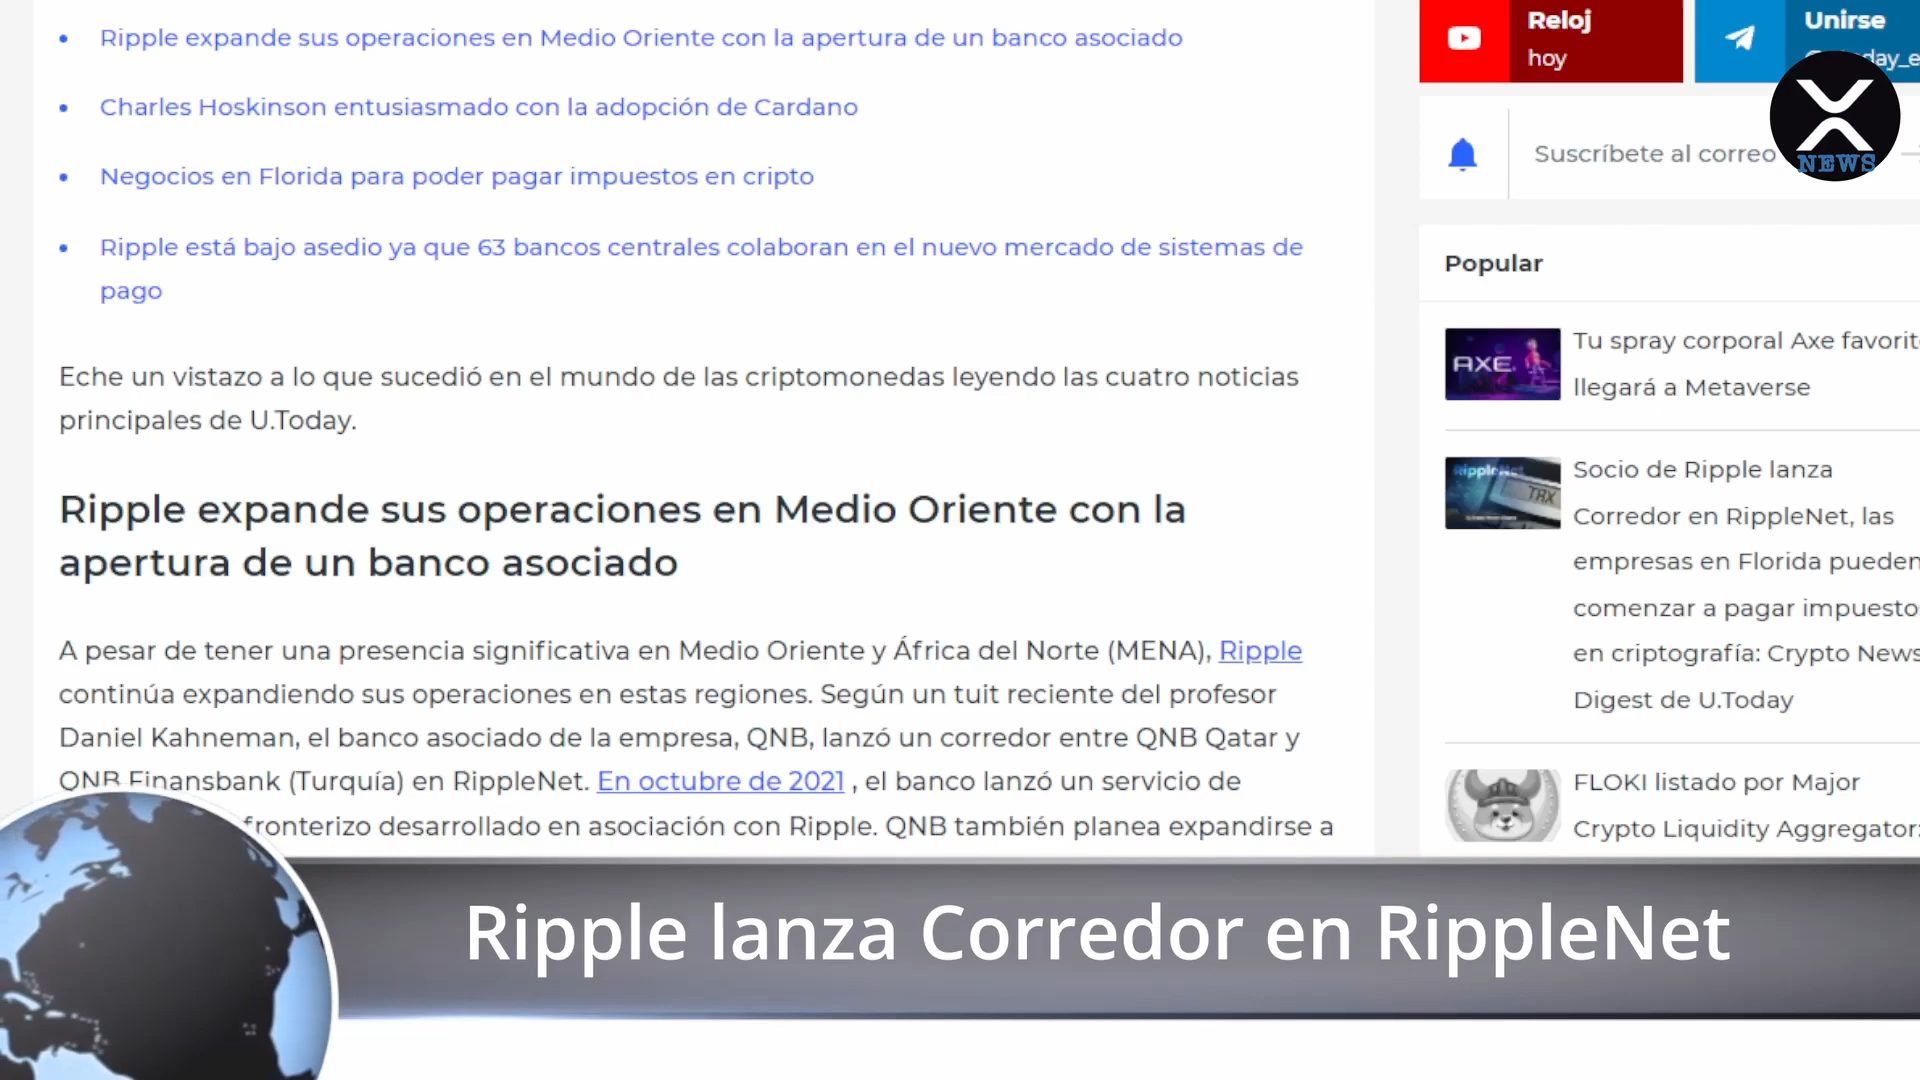 Ripple expande sus operaciones en Medio Oriente con la apertura de un banco asociado
Charles Hoskinson entusiasmado con la adopción de Cardano
Negocios en Florida para poder pagar impuestos en cripto
Ripple está bajo asedio ya que 63 bancos centrales colaboran en el nuevo mercado de sistemas de
pago
Eche un vistazo a lo que sucedió en el mundo de las criptomonedas leyendo las cuatro noticias
principales de U.Today.
Ripple expande sus operaciones en Medio Oriente con la
apertura de un banco asociado
A pesar de tener una presencia significativa en Medio Oriente y África del Norte (MENA), Ripple
continúa expandiendo sus operaciones en estas regiones. Según un tuit reciente del profesor
Daniel Kahneman, el banco asociado de la empresa, QNB, lanzó un corredor entre QNB Qatar y
QNB Finansbank (Turquía) en RippleNet. En octubre de 2021 , el banco lanzó un servicio de
fronterizo desarrollado en asociación con Ripple. QNB también planea expandirse a
Reloj
hoy
Unirse
NEWS
Suscríbete al correo
Popular
AXE
Tu spray corporal Axe favorit
llegará a Metaverse
RippleNet
TAX
Socio de Ripple lanza
Corredor en RippleNet, las
empresas en Florida pueden
comenzar a pagar impuesto
en criptografía: Crypto News
Digest de U.Today
FLOKI listado por Major
Crypto Liquidity Aggregator:
Ripple lanza Corredor en RippleNet